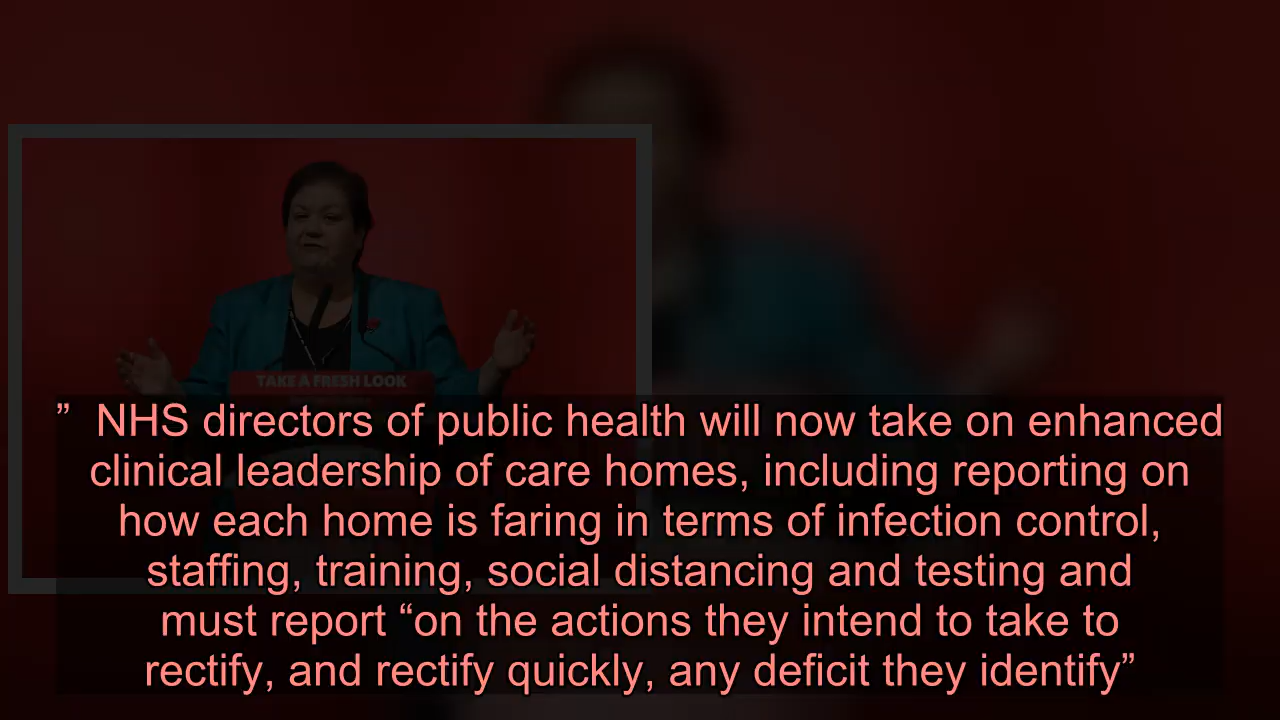 TAKE A FRESH LOOK
”  NHS directors of public health will now take on enhanced
clinical leadership of care homes, including reporting on
how each home is faring in terms of infection control,
staffing, training, social distancing and testing and
must report “on the actions they intend to take to
rectify, and rectify quickly, any deficit they identify”